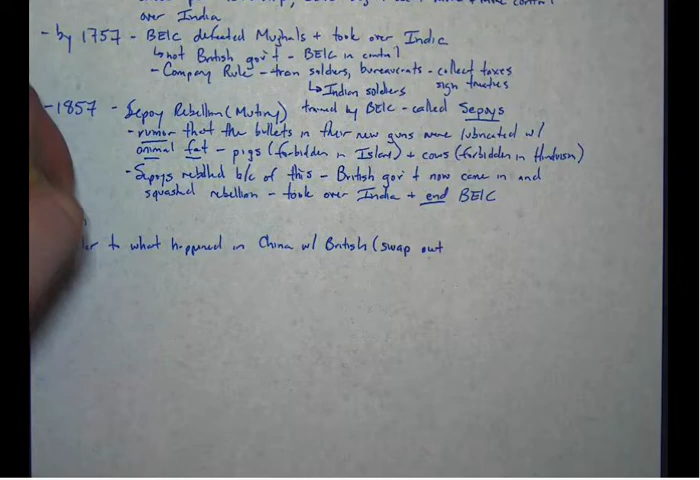 over India
- by 1757 - BEIC defeated Mughals + took over India
↳ not British gov't - BEIC in control
- Company Rule - train soldiers, bureaucrats - collect taxes
sign treaties
↳ Indian soldiers
-1857 - Sepoy Rebellion (Mutiny) trained by BEIC - called Sepoys
- rumor that the bullets in their new guns were lubricated w/
animal fat - pigs (forbidden in Islam) + cows (forbidden in Hinduism)
- Sepoys rebelled b/c of this - British gov't now came in and
squashed rebellion - took over India + end BEIC
to what happened in China w/ British (swap out